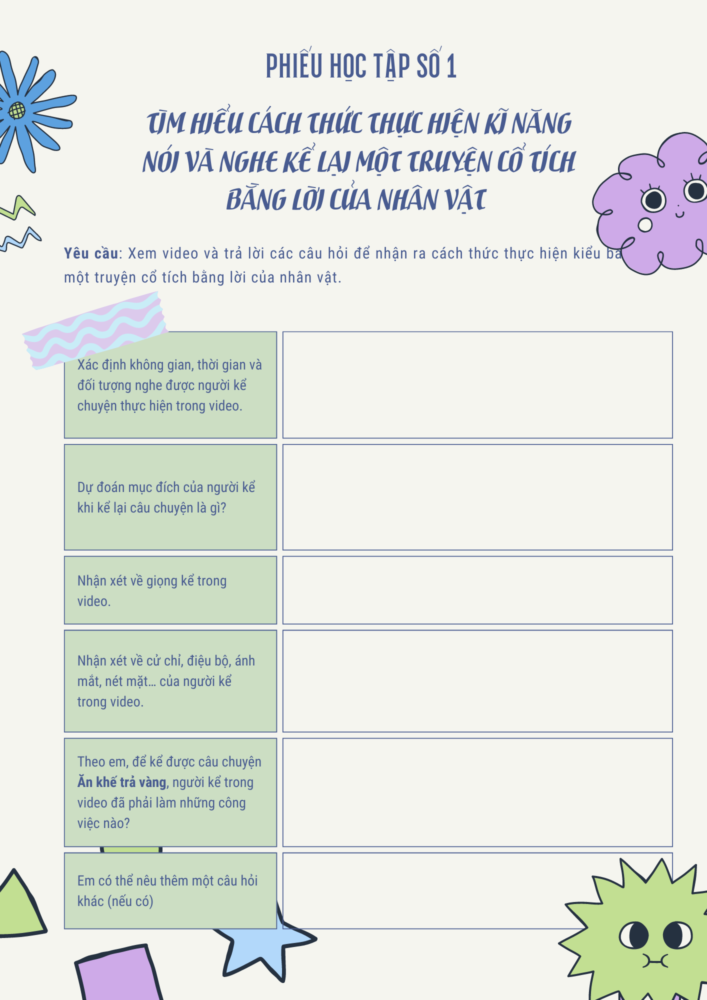 PHIẾU HỌC TẬP SỐ 1
TÌM HIỂU CÁCH THỨC THỰC HIỆN KĨ NĂNG
NÓI VÀ NGHE KỂ LẠI MỘT TRUYỆN CỔ TÍCH
BẰNG LỜI CỦA NHÂN VẬT
Yêu cầu: Xem video và trả lời các câu hỏi để nhận ra cách thức thực hiện kiểu
một truyện cổ tích bằng lời của nhân vật.
Xác định không gian, thời gian và
đối tượng nghe được người kể
chuyện thực hiện trong video.
Dự đoán mục đích của người kể
khi kể lại câu chuyện là gì?
Nhận xét về giọng kể trong
video.
Nhận xét về cử chỉ, điệu bộ, ánh
mắt, nét mặt... của người kể
trong video.
Theo em, để kể được câu chuyện
Ăn khế trả vàng, người kể trong
video đã phải làm những công
việc nào?
Em có thể nêu thêm một câu hỏi
khác (nếu có)